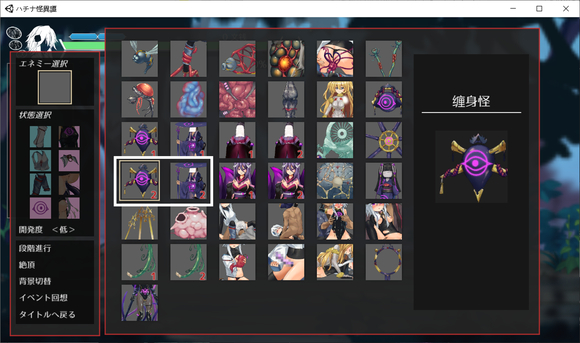 ハチナ怪異譚
エネミー選択
状態選択
開発度 ＜低＞
段階進行
絶頂
背景切替
イベント回想
タイトルへ戻る
纏身怪